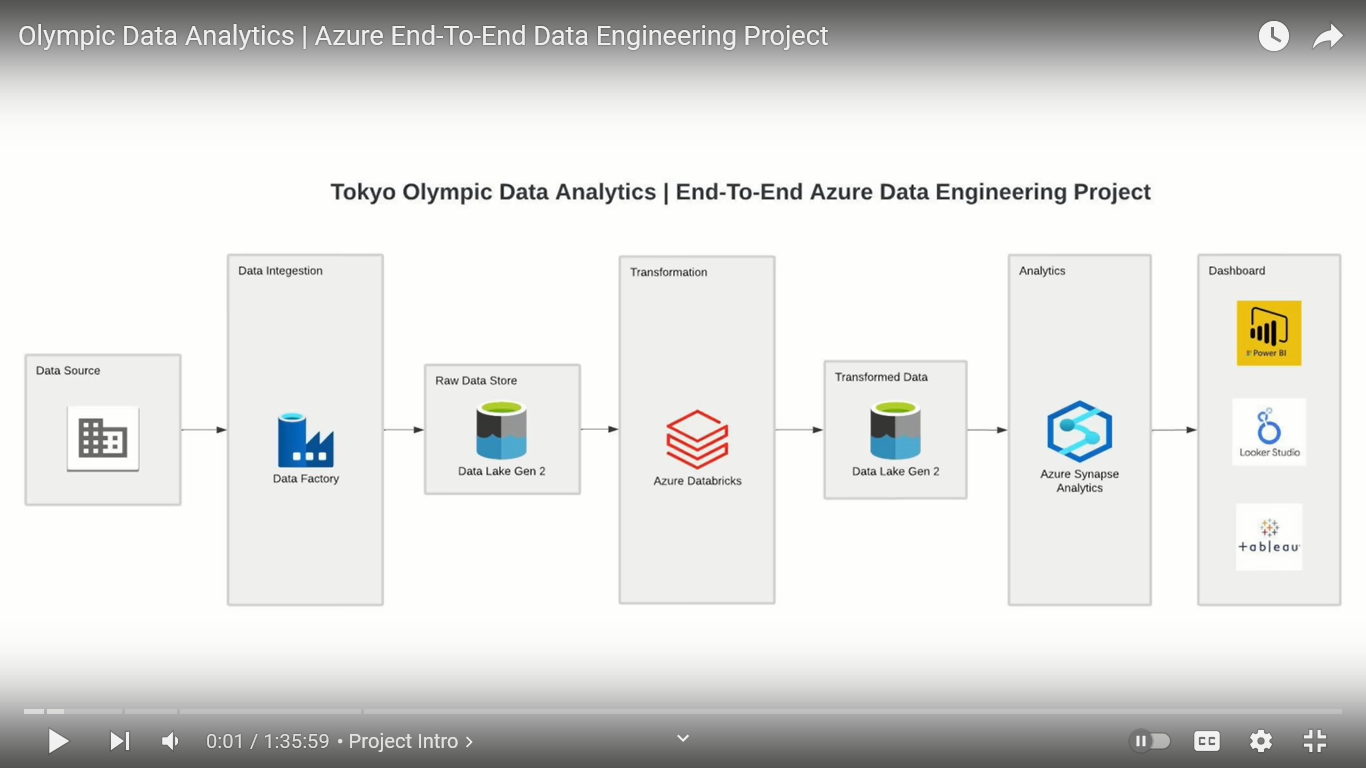 Olympic Data Analytics | Azure End-To-End Data Engineering Project
Tokyo Olympic Data Analytics | End-To-End Azure Data Engineering Project
Data Source
Data Integestion
Data Factory
Raw Data Store
Data Lake Gen 2
Transformation
Azure Databricks
Transformed Data
Data Lake Gen 2
Analytics
Azure Synapse
Analytics
Dashboard
Power BI
Looker Studio
+ableau
0:01 / 1:35:59 • Project Intro >
CC